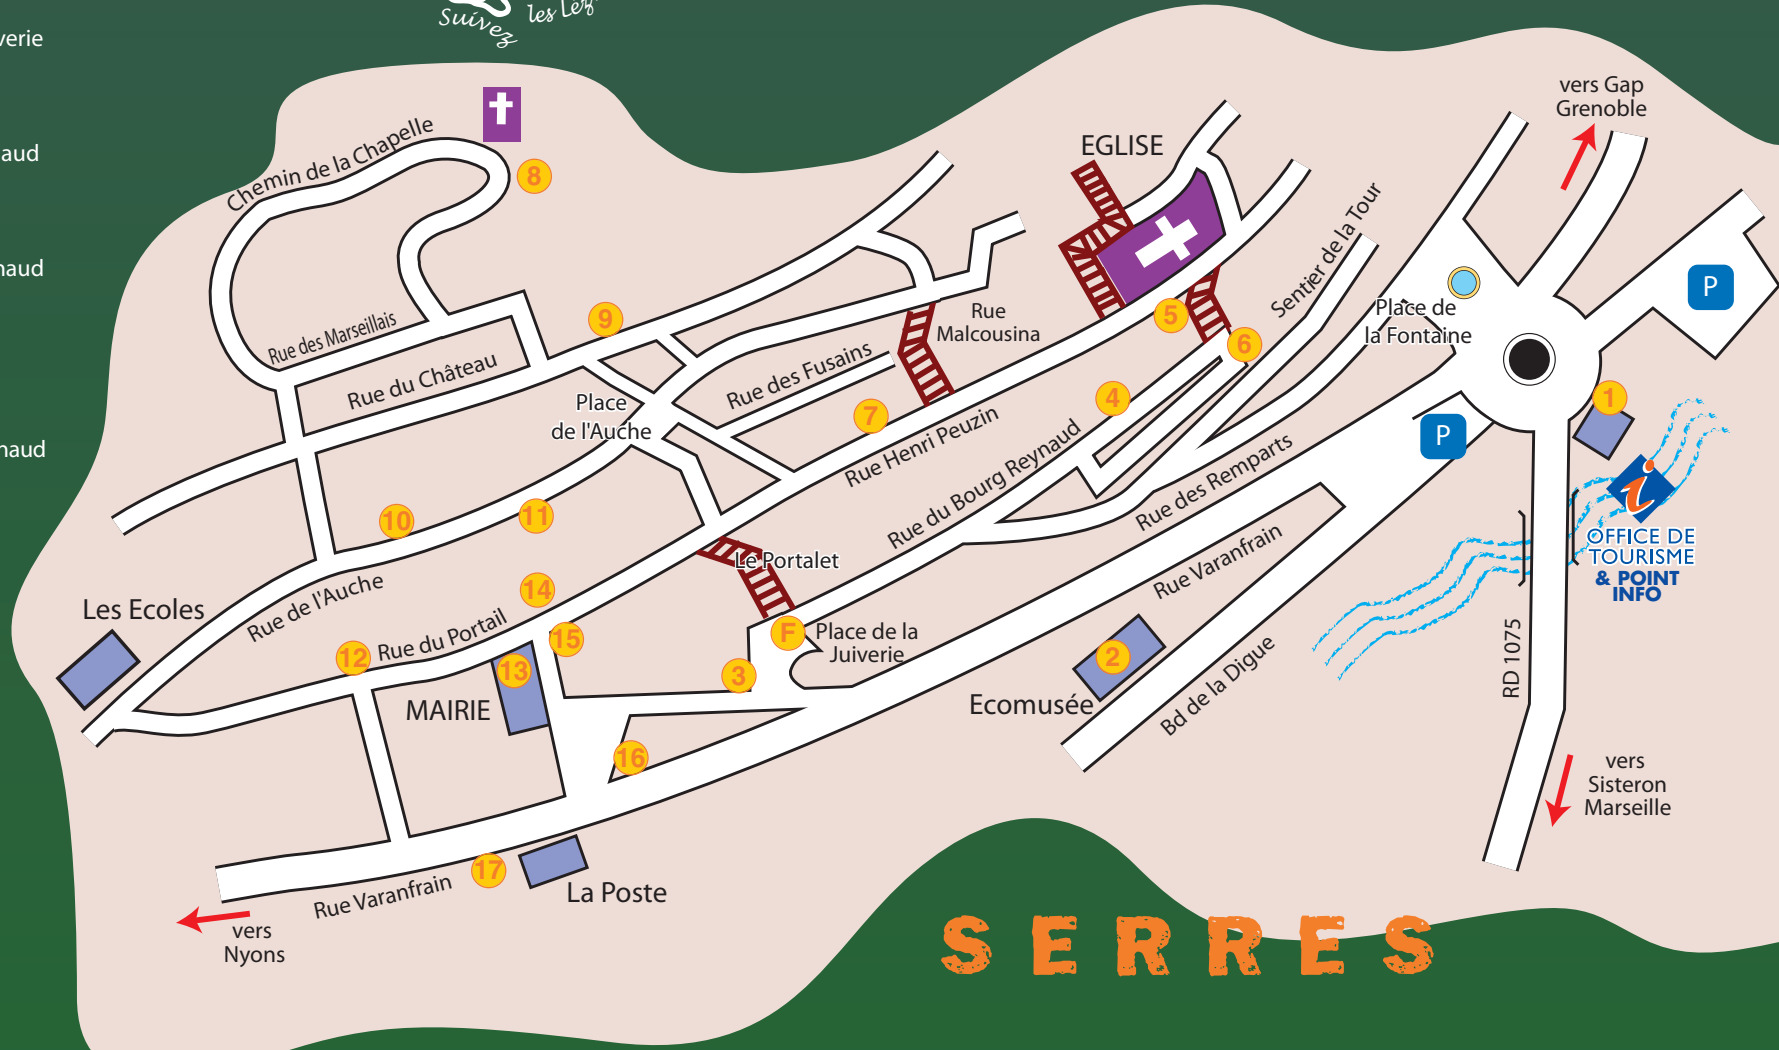 Suivez
les Léz
verie
aud
naud
naud
vers Gap
Grenoble
Chemin de la Chapelle
8
EGLISE
Sentier de la Tour
P
9
Rue des Marseillais
Rue
Malcousina
5
6
Place de
la Fontaine
Rue du Château
Rue des Fusains
Place
de l'Auche
7
4
1
P
Rue Henri Peuzin
Rue du Bourg Reynaud
Rue des Remparts
10
11
OFFICE DE
TOURISME
& POINT
INFO
Le Portalet
Rue Varanfrain
Les Ecoles
Rue de l'Auche
14
Rue du Portail
15
F
Place de la
Juiverie
12
13
3
2
RD 1075
MAIRIE
Ecomusée
Bd de la Digue
16
vers
Sisteron
Marseille
17
La Poste
Rue Varanfrain
vers
Nyons
SERRES